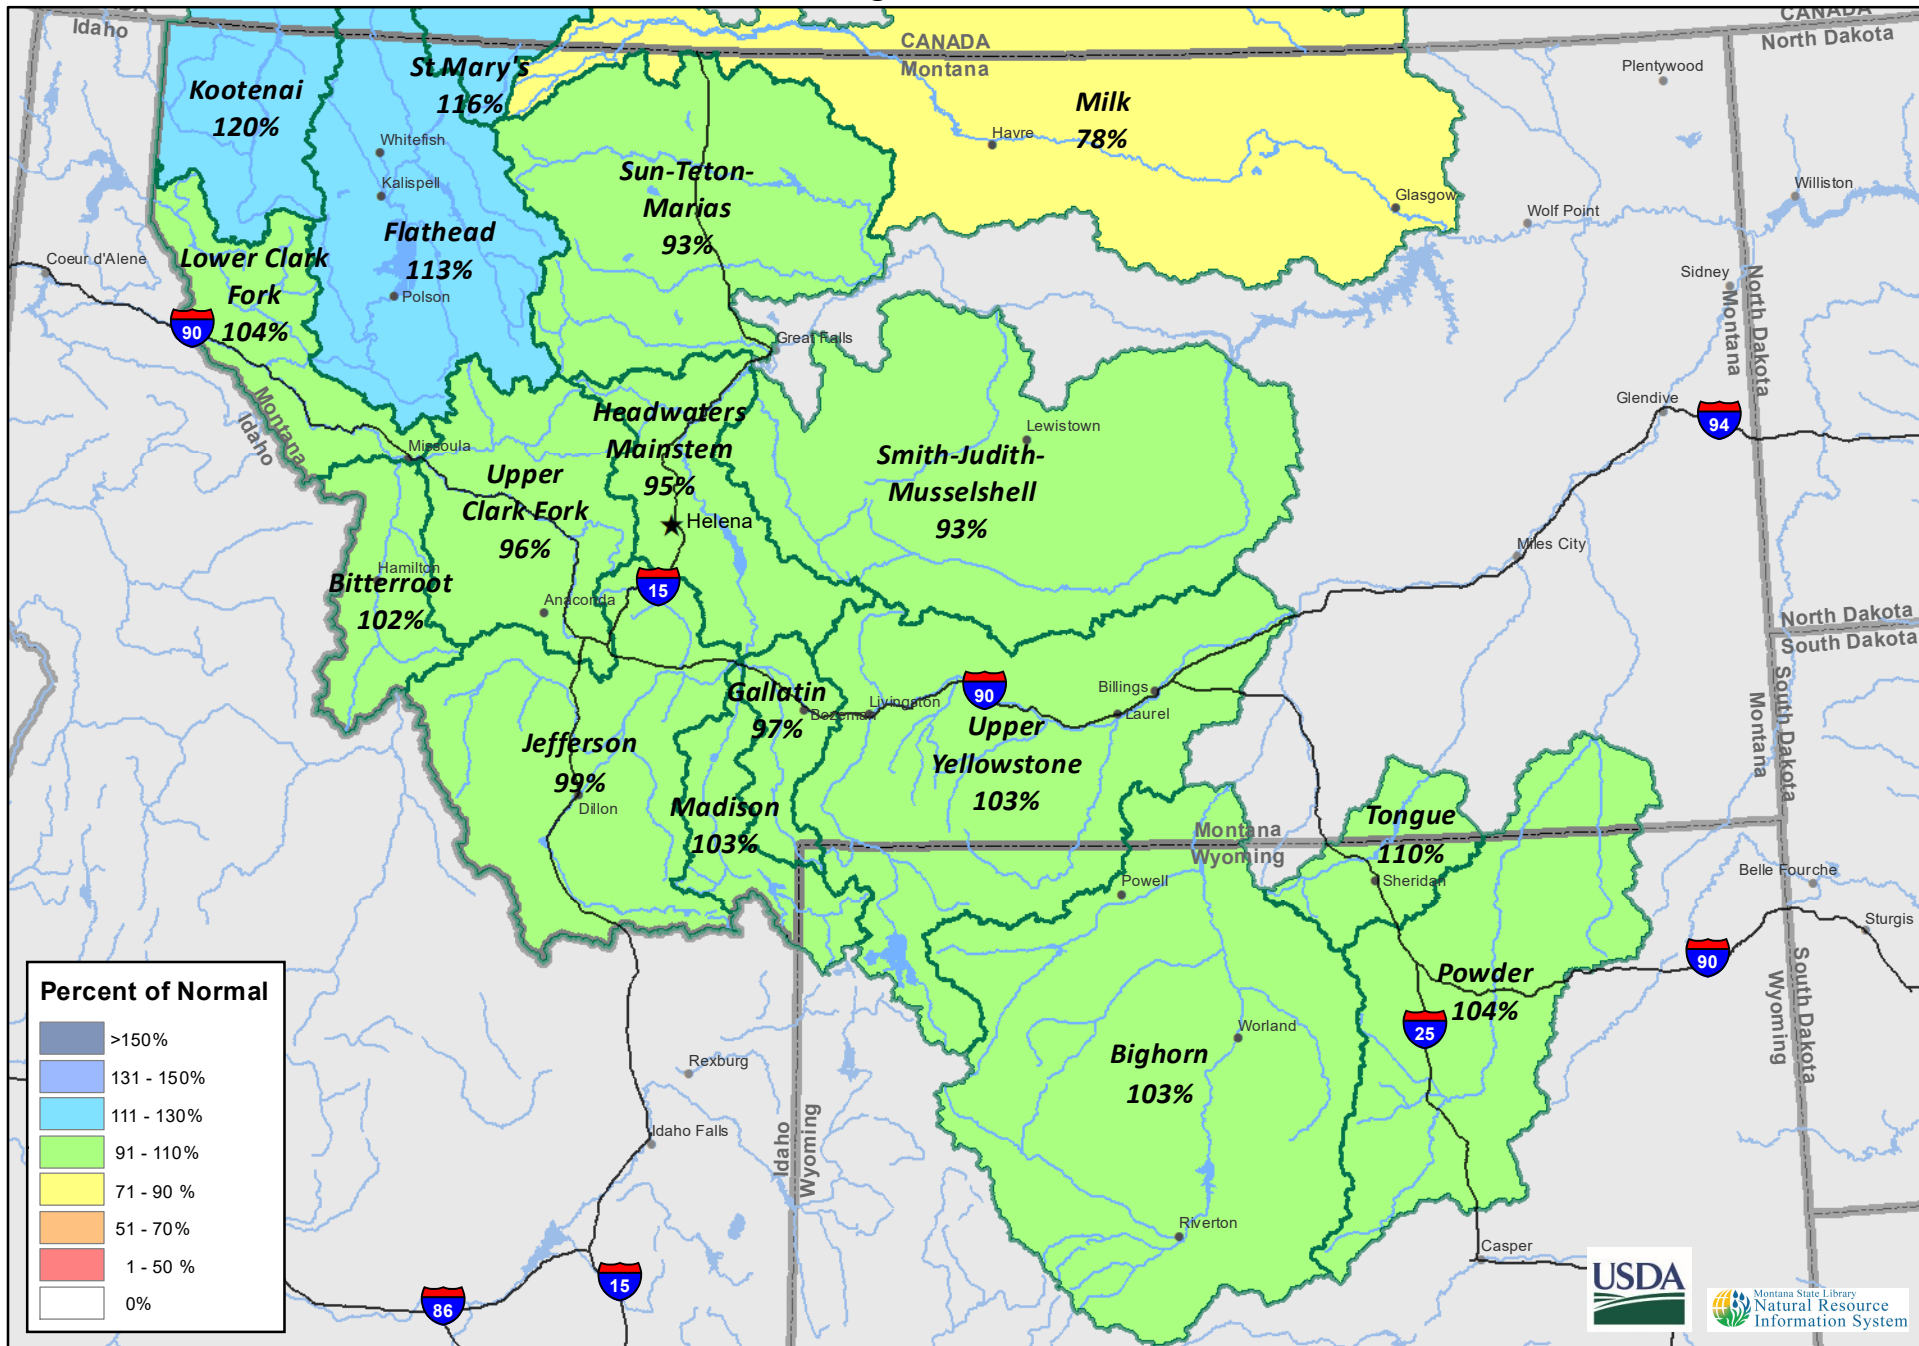 Idaho
CANADA
Montana
CANADA
North Dakota
Plentywood
Kootenai
120%
St Mary's
116%
Milk
78%
Havre
Whitefish
Kalispell
Sun-Teton-
Marias
93%
Glasgow
Wolf Point
Williston
Flathead
113%
Polson
Coeur d'Alene
Lower Clark
Fork
104%
90
Sidney
Montana
North Dakota
Great Falls
Montana
Idaho
Missoula
Headwaters
Mainstem
95%
Helena
Lewistown
Smith-Judith-
Musselshell
93%
Glendive
94
Upper
Clark Fork
96%
Miles City
Hamilton
Bitterroot
102%
Anaconda
15
North Dakota
South Dakota
Gallatin
97%
Bozeman
Livingston
90
Billings
Laurel
Upper
Yellowstone
103%
Montana
South Dakota
Jefferson
99%
Dillon
Madison
103%
Montana
Wyoming
Tongue
110%
Sheridan
Powell
Belle Fourche
Sturgis
90
Powder
104%
25
Wyoming
South Dakota
Worland
Bighorn
103%
Rexburg
Idaho Falls
Idaho
Wyoming
Riverton
Casper
15
86
Percent of Normal
>150%
131 - 150%
111 - 130%
91 - 110%
71 - 90 %
51 - 70%
1 - 50 %
0%
USDA
Montana State Library
Natural Resource
Information System